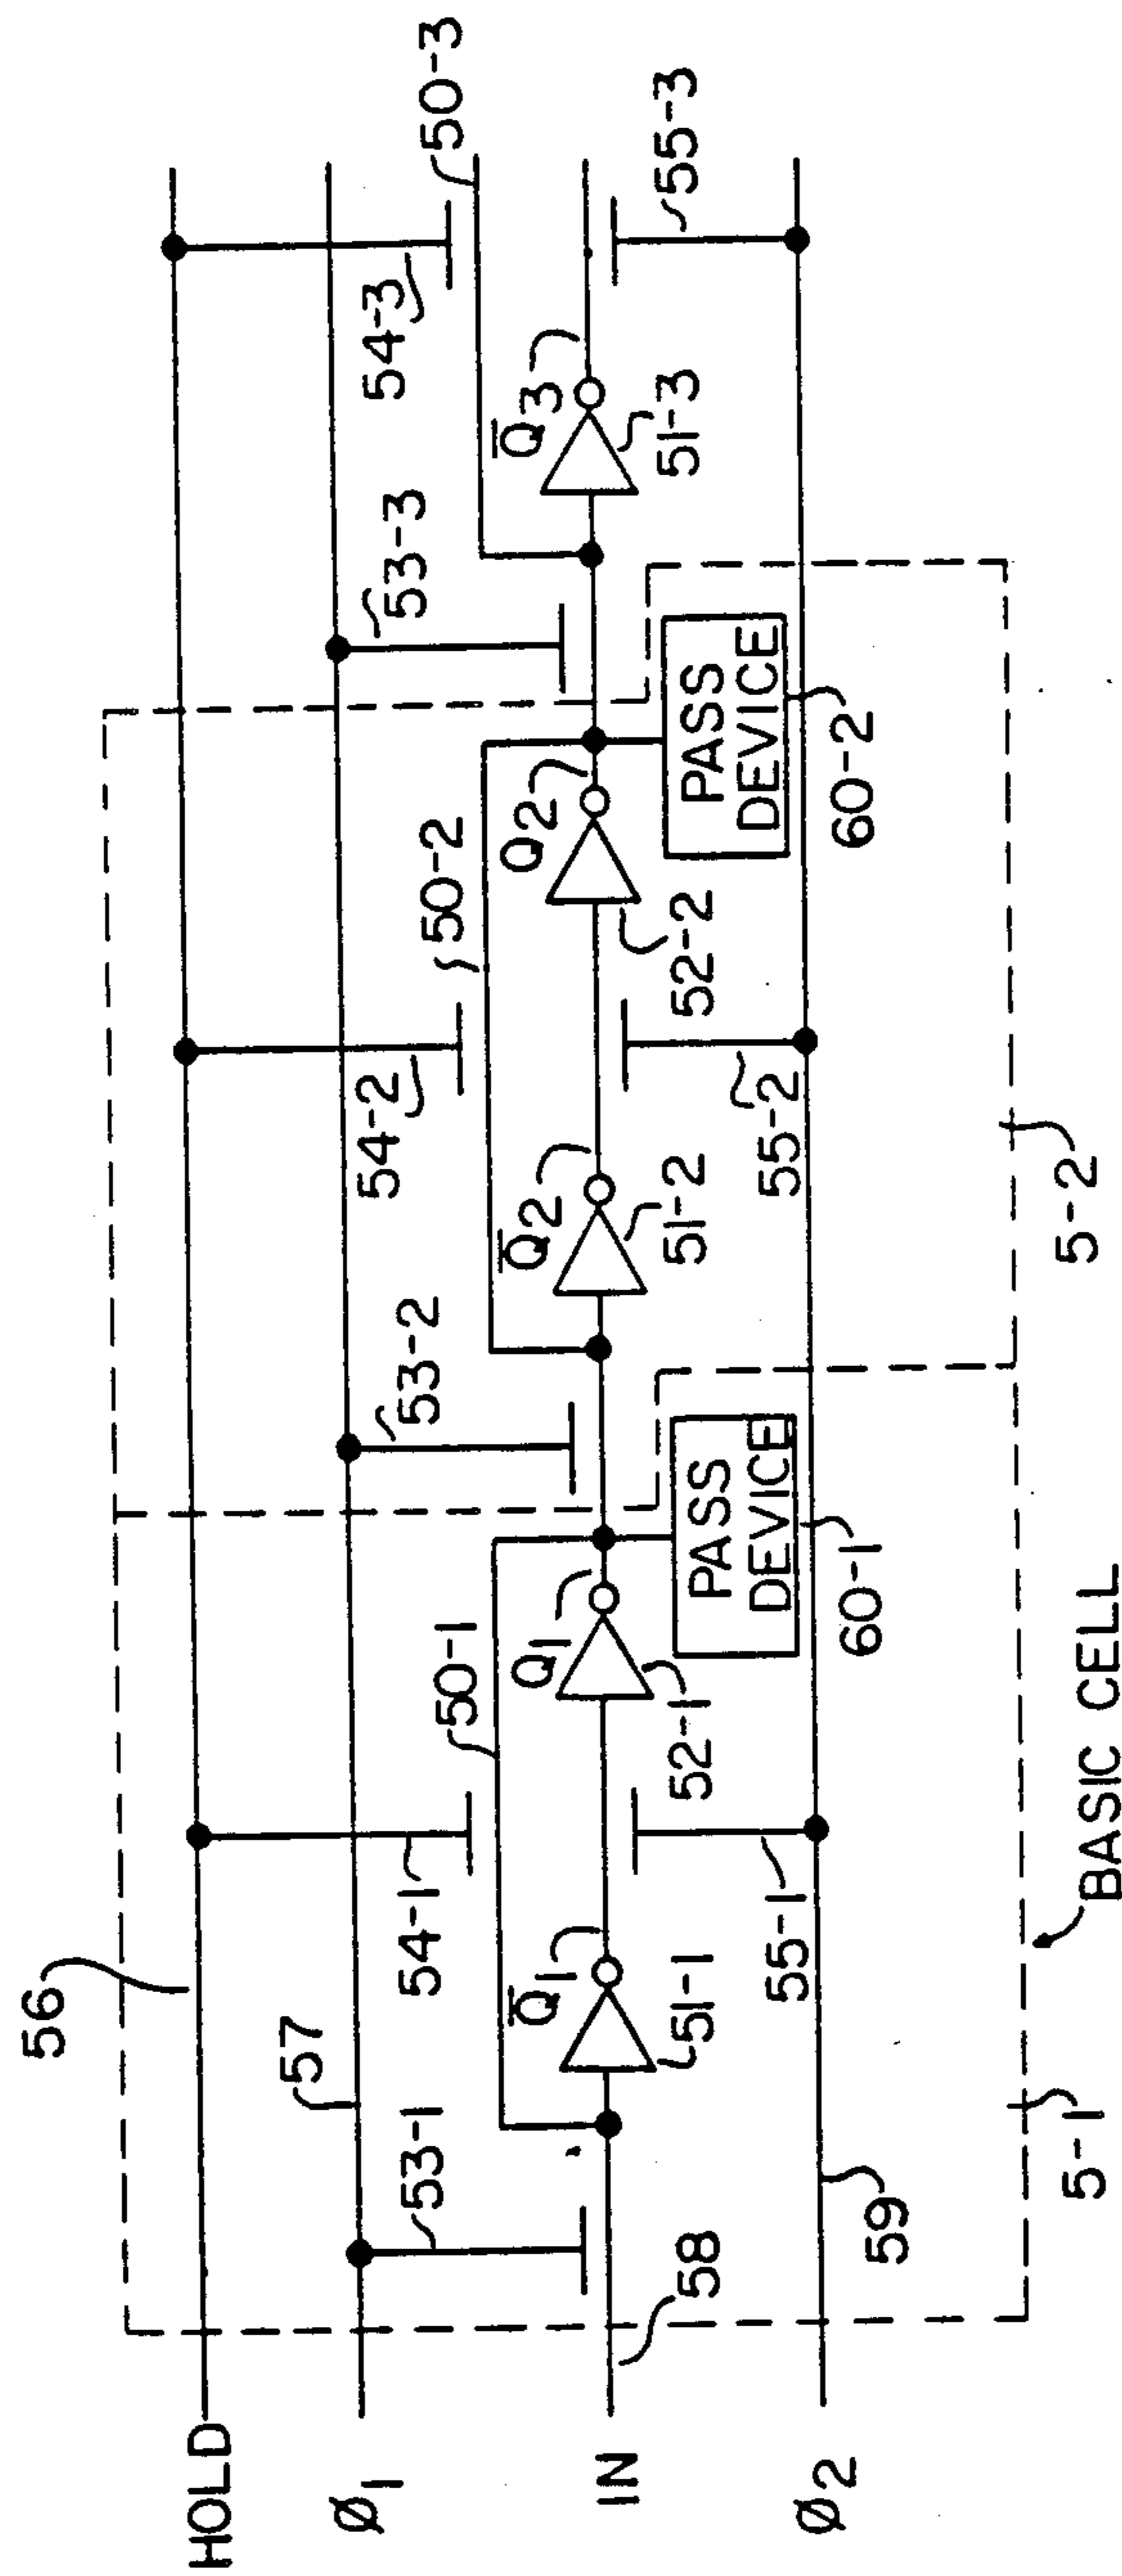 56
HOLD
57
Ø1
53-1
54-1
50-1
53-2
54-2
50-2
53-3
54-3
50-3
IN
58
Q̅1
51-1
Q1
52-1
Q̅2
51-2
Q2
52-2
Q̅3
51-3
55-1
PASS
DEVICE
60-1
55-2
PASS
DEVICE
60-2
55-3
Ø2
59
5-1
BASIC CELL
5-2